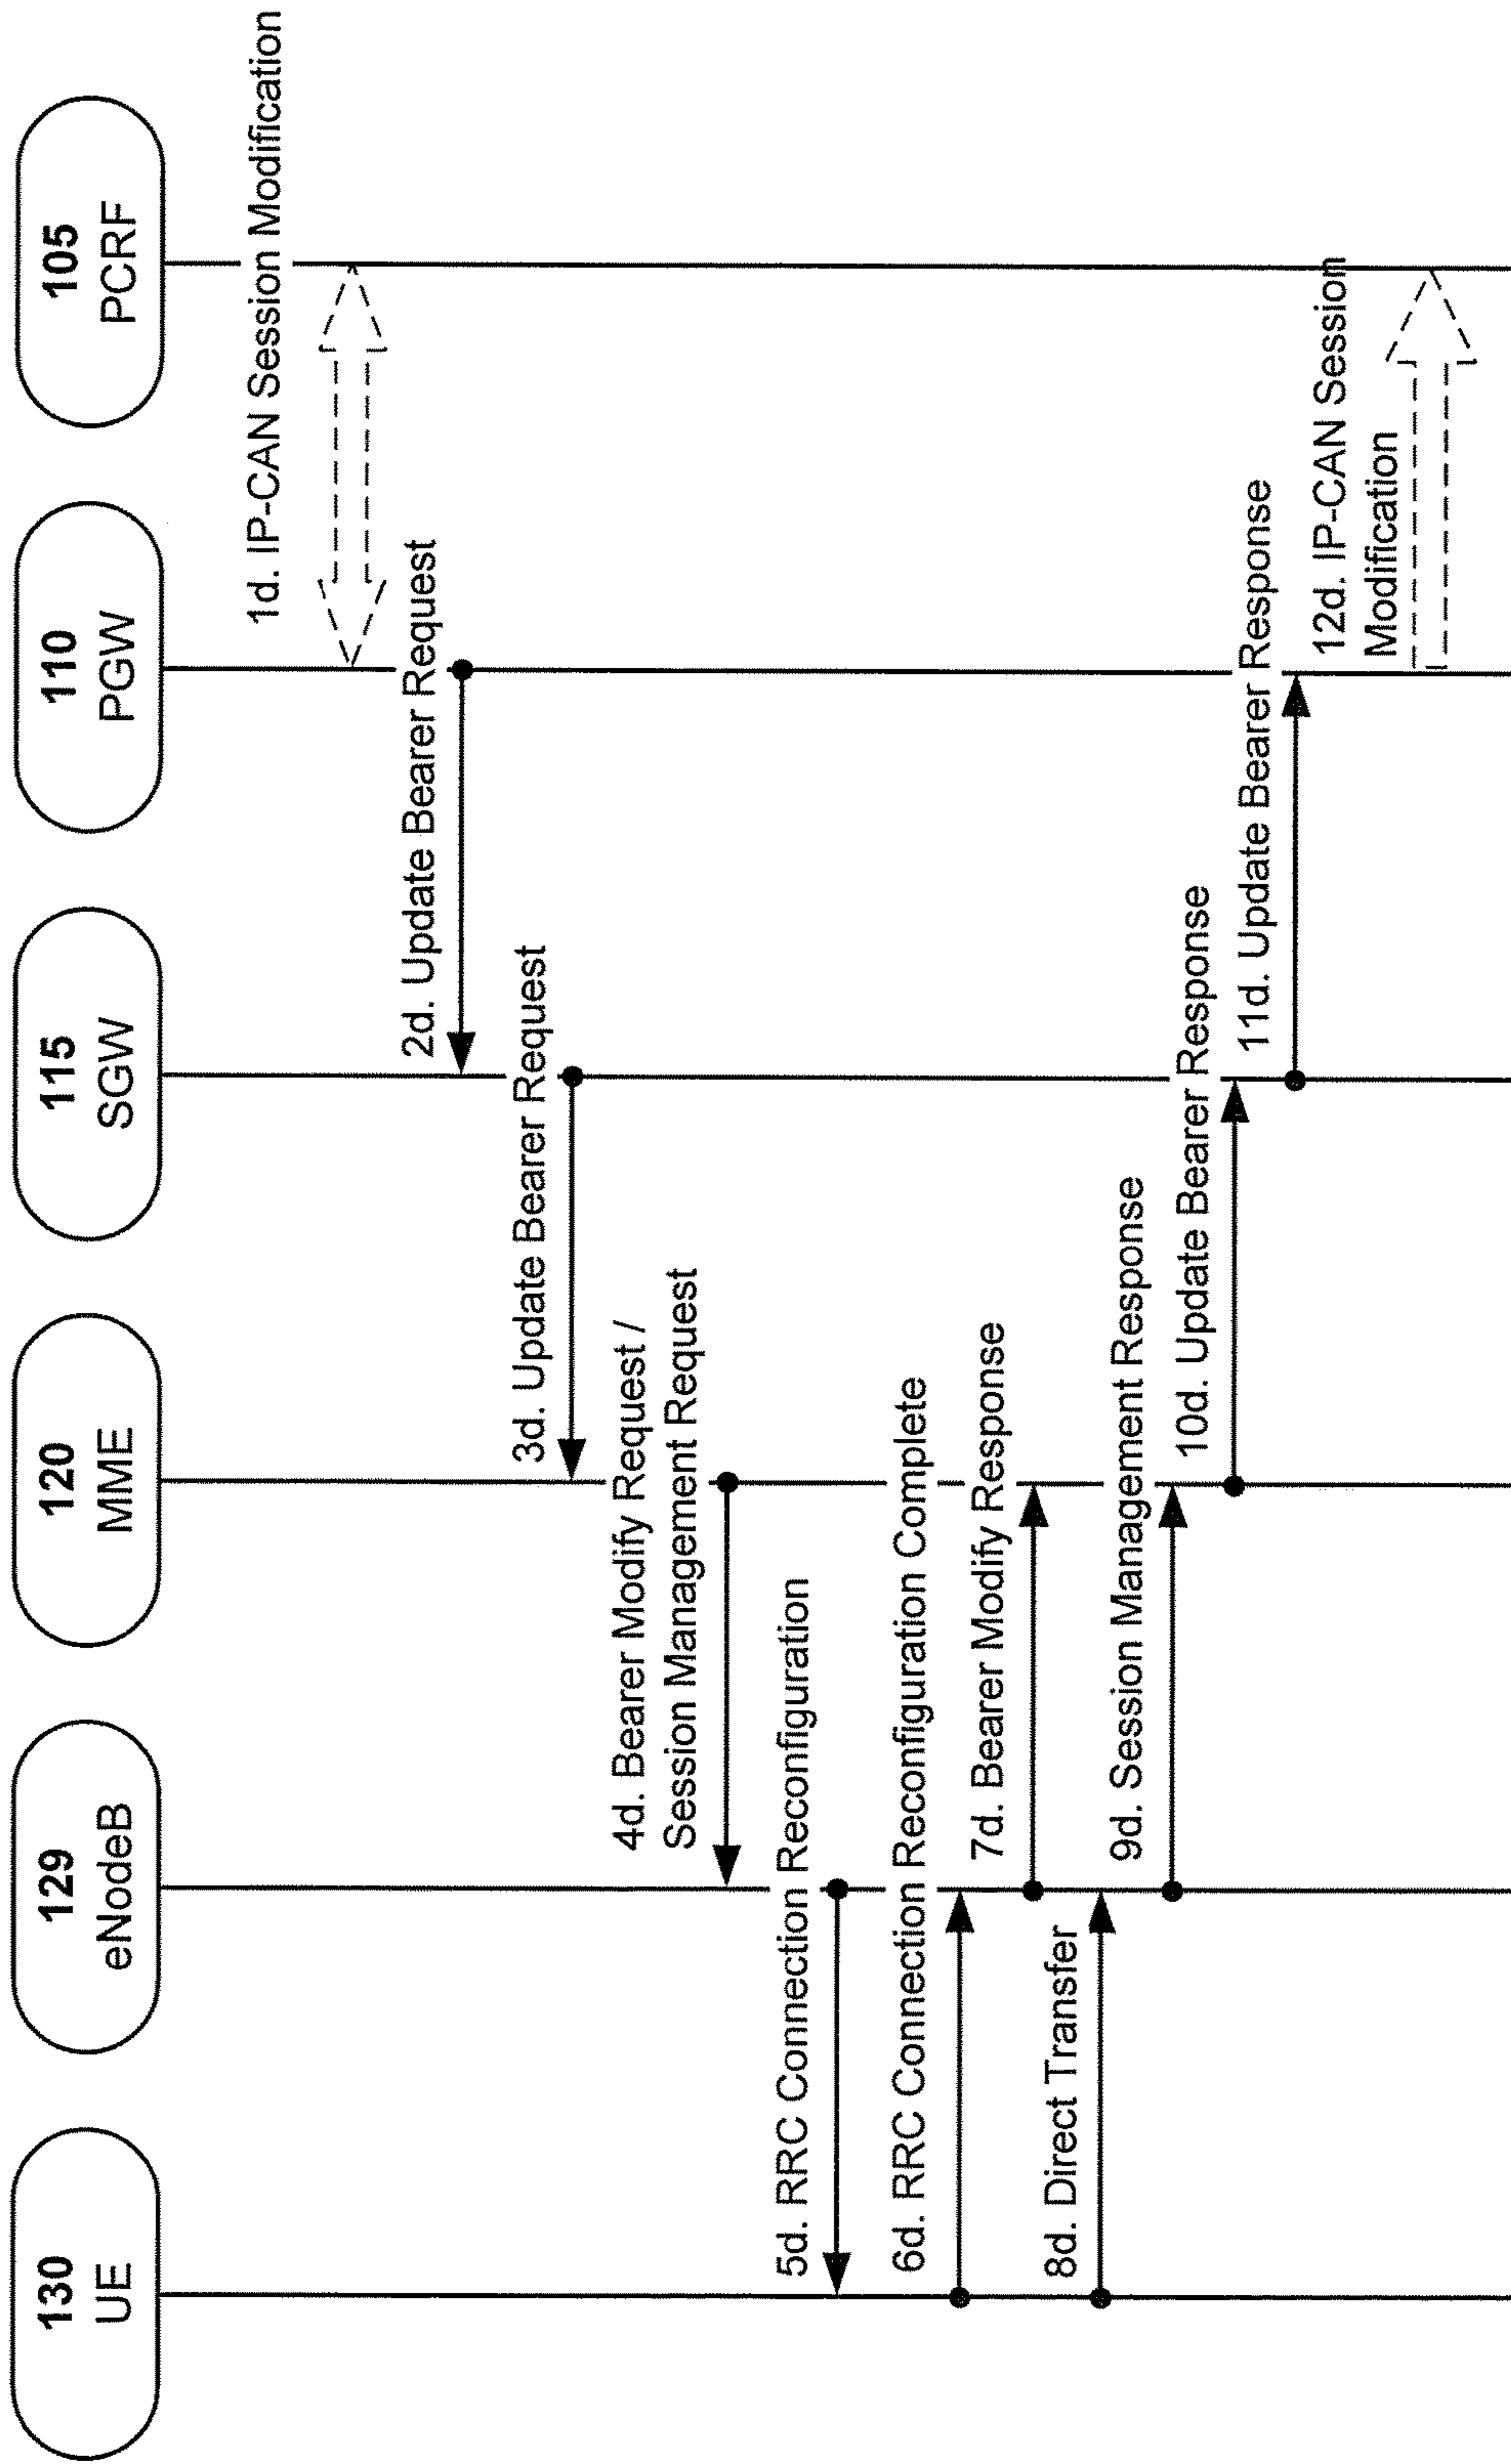 130
UE
129
eNodeB
120
MME
115
SGW
110
PGW
105
PCRF
1d. IP-CAN Session Modification
2d. Update Bearer Request
3d. Update Bearer Request
4d. Bearer Modify Request /
Session Management Request
5d. RRC Connection Reconfiguration
6d. RRC Connection Reconfiguration Complete
7d. Bearer Modify Response
8d. Direct Transfer
9d. Session Management Response
10d. Update Bearer Response
11d. Update Bearer Response
12d. IP-CAN Session
Modification